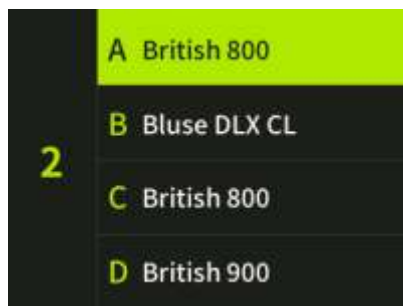 A British 800
B Bluse DLX CL
2
C British 800
D British 900